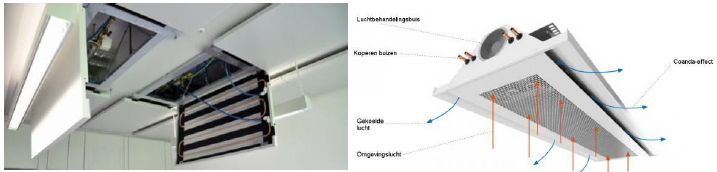 Luchtbehandelingsbuis
Koperen buizen
Coanda-effect
Gekoelde
lucht
Omgevingslucht